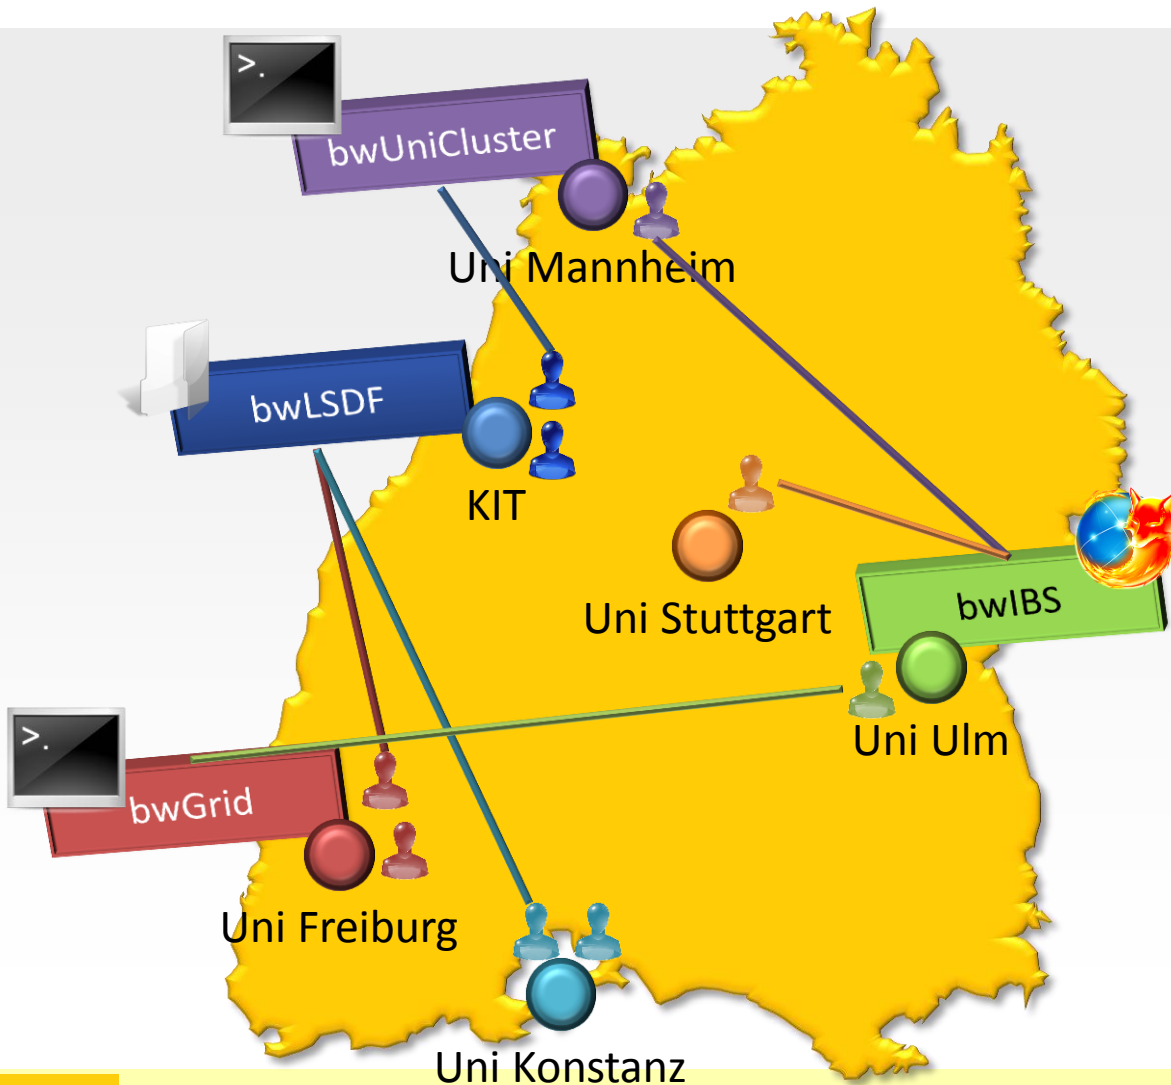 >.
bwUniCluster
Uni Mannheim
bwLSDF
KIT
Uni Stuttgart
bwIBS
Uni Ulm
>.
bwGrid
Uni Freiburg
Uni Konstanz